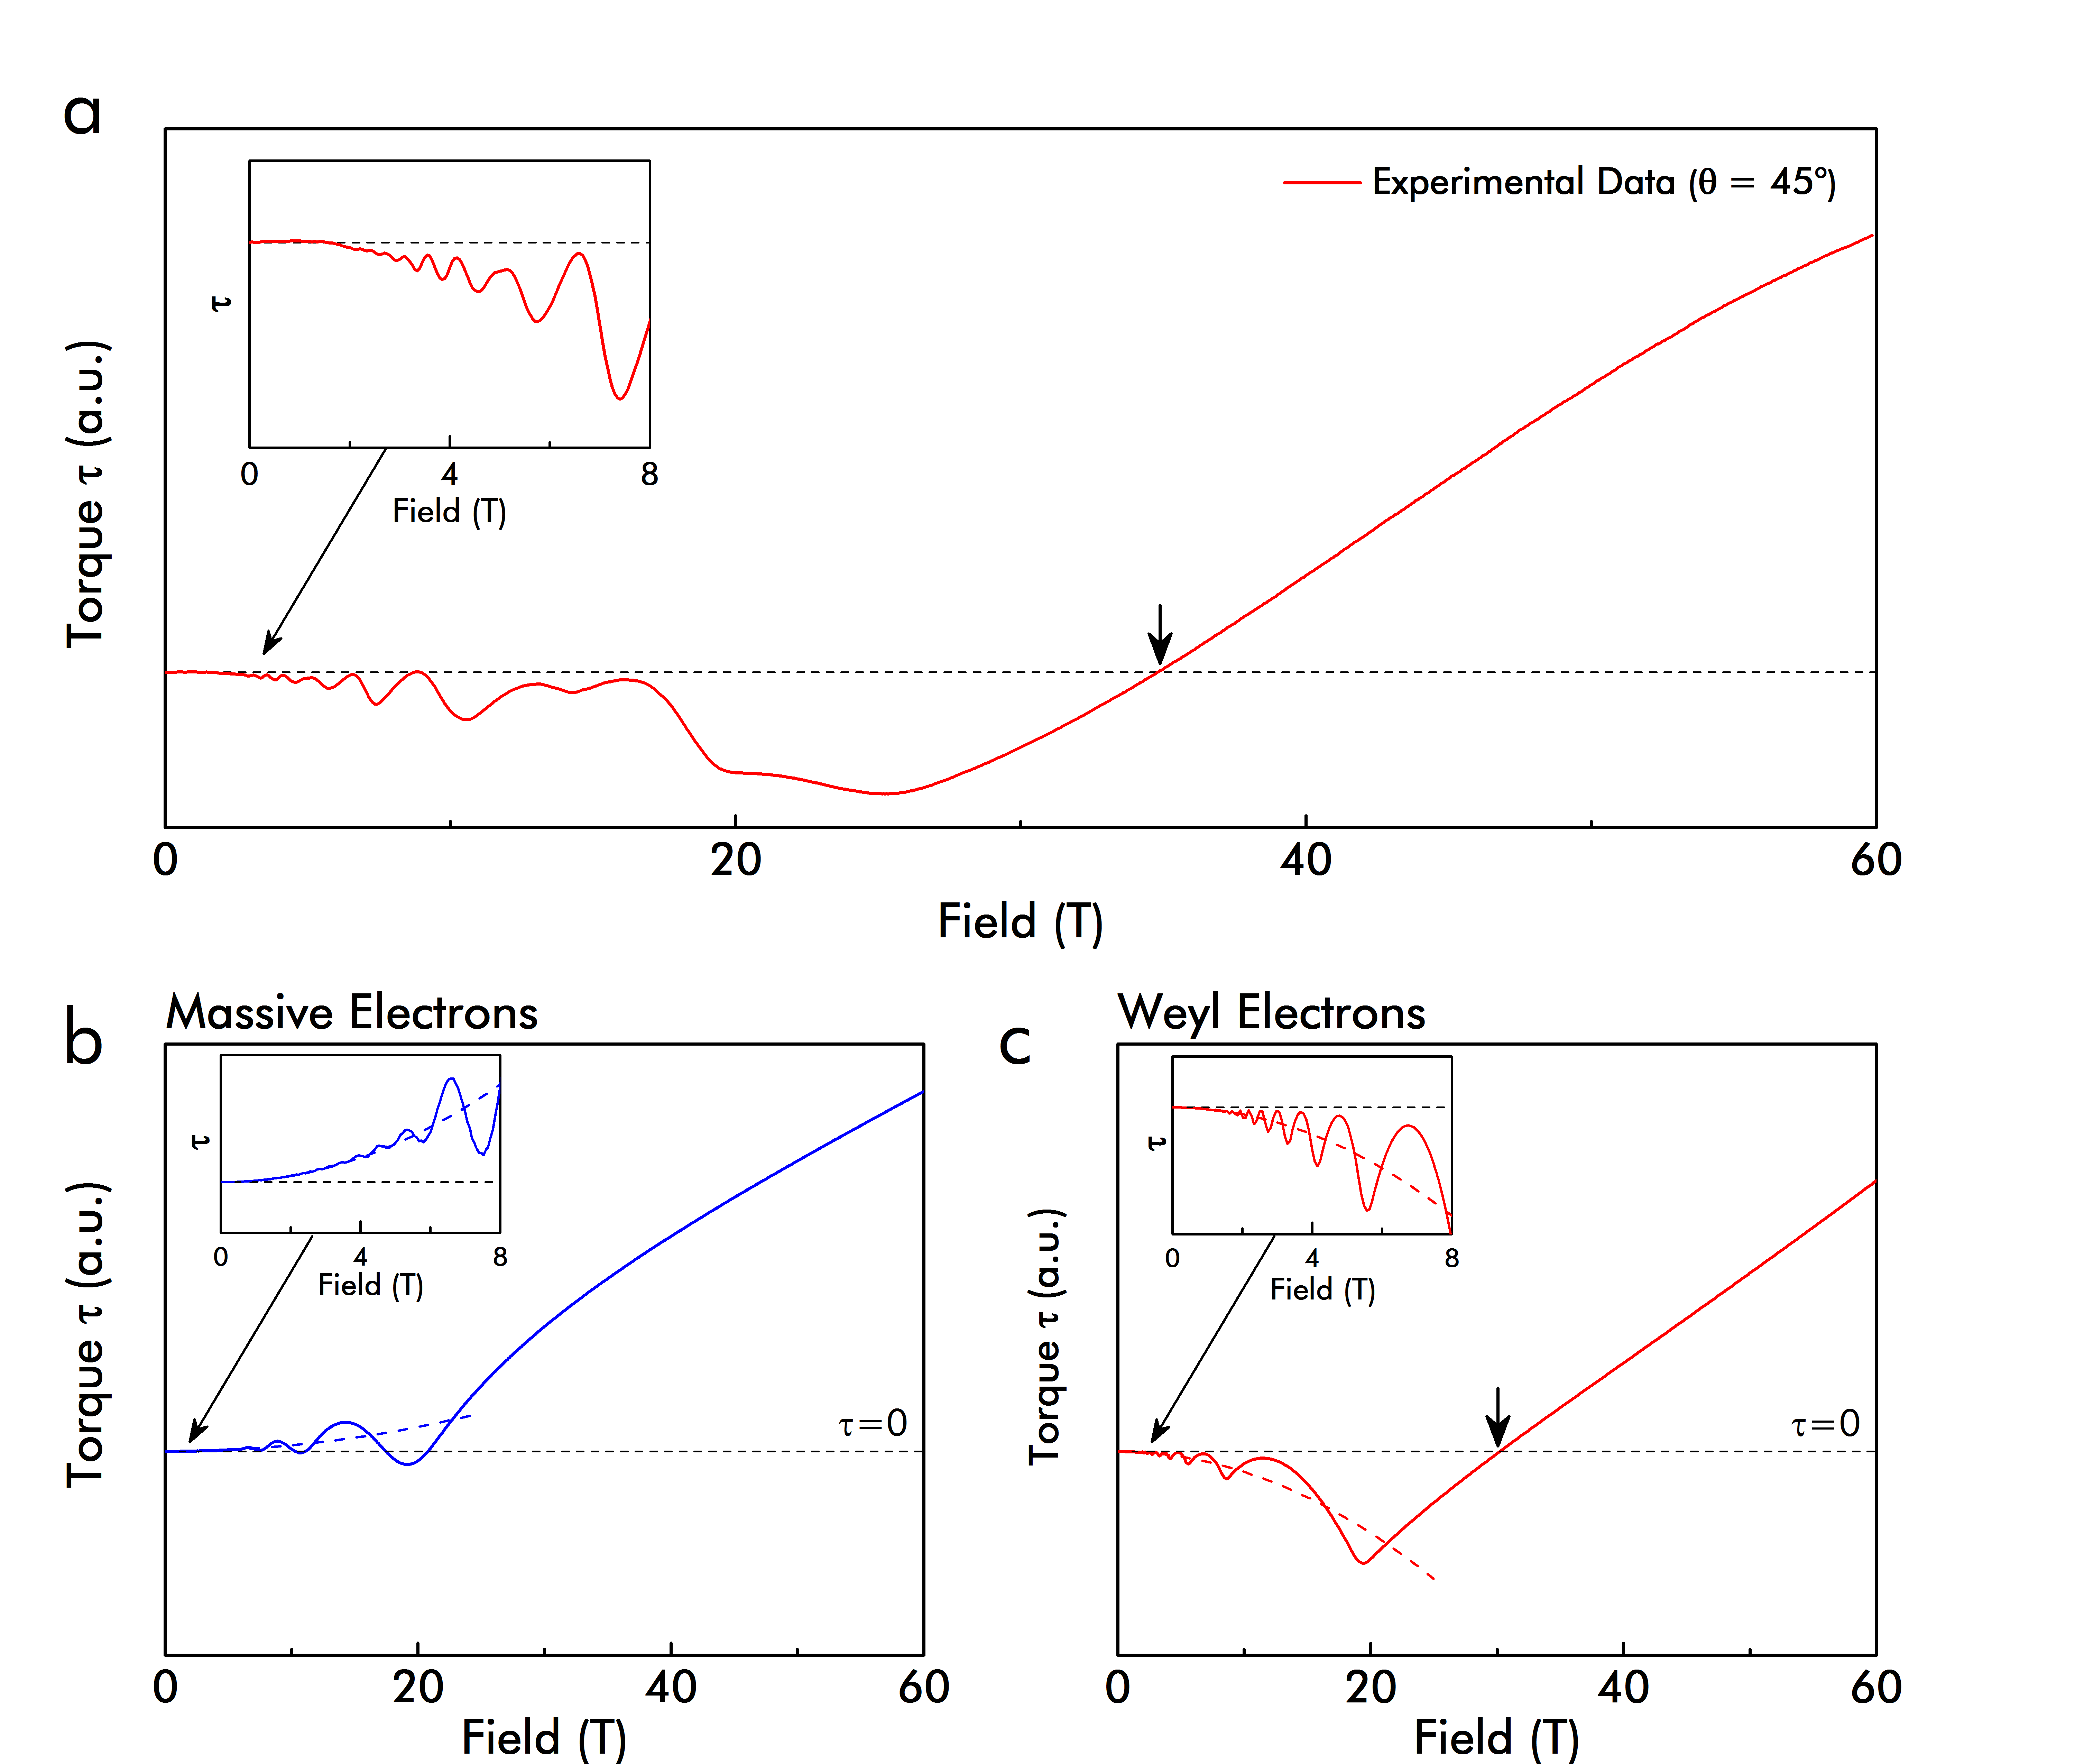 a
Experimental Data (θ = 45°)
τ
0 4 8
Field (T)
Torque τ (a.u.)
0 20 40 60
Field (T)
b
Massive Electrons
τ
0 4 8
Field (T)
τ=0
Torque τ (a.u.)
0 20 40 60
Field (T)
c
Weyl Electrons
τ
0 4 8
Field (T)
τ=0
Torque τ (a.u.)
0 20 40 60
Field (T)